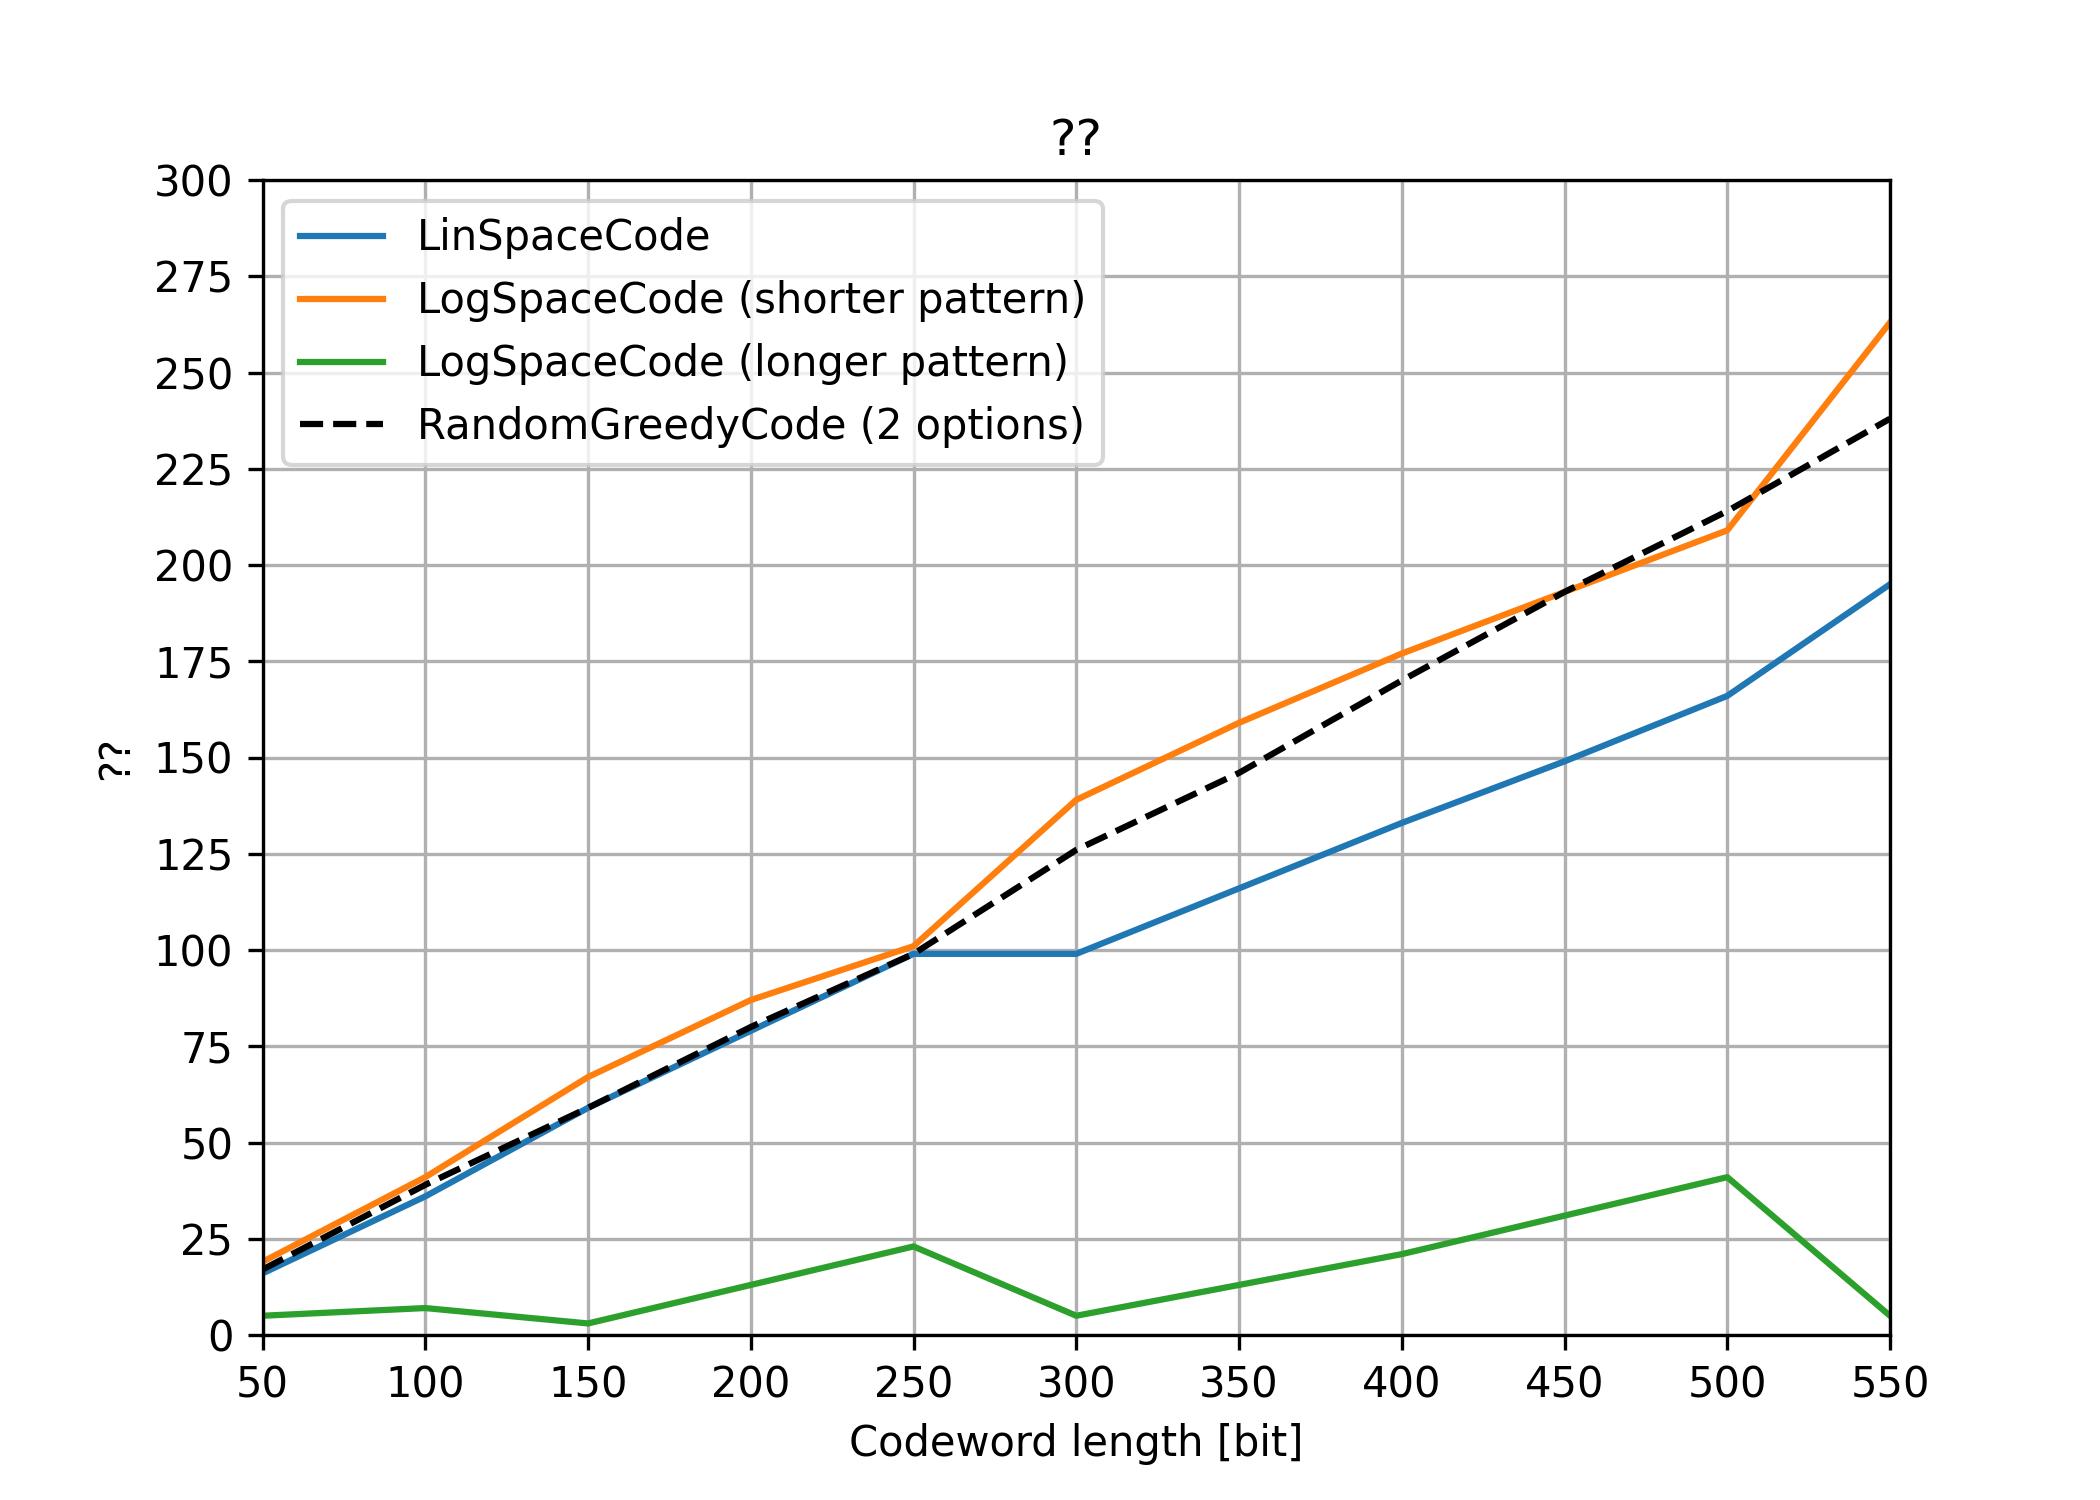 ??
300
275
250
225
200
175
150
125
100
75
50
25
0
??
LinSpaceCode
LogSpaceCode (shorter pattern)
LogSpaceCode (longer pattern)
RandomGreedyCode (2 options)
50 100 150 200 250 300 350 400 450 500 550
Codeword length [bit]